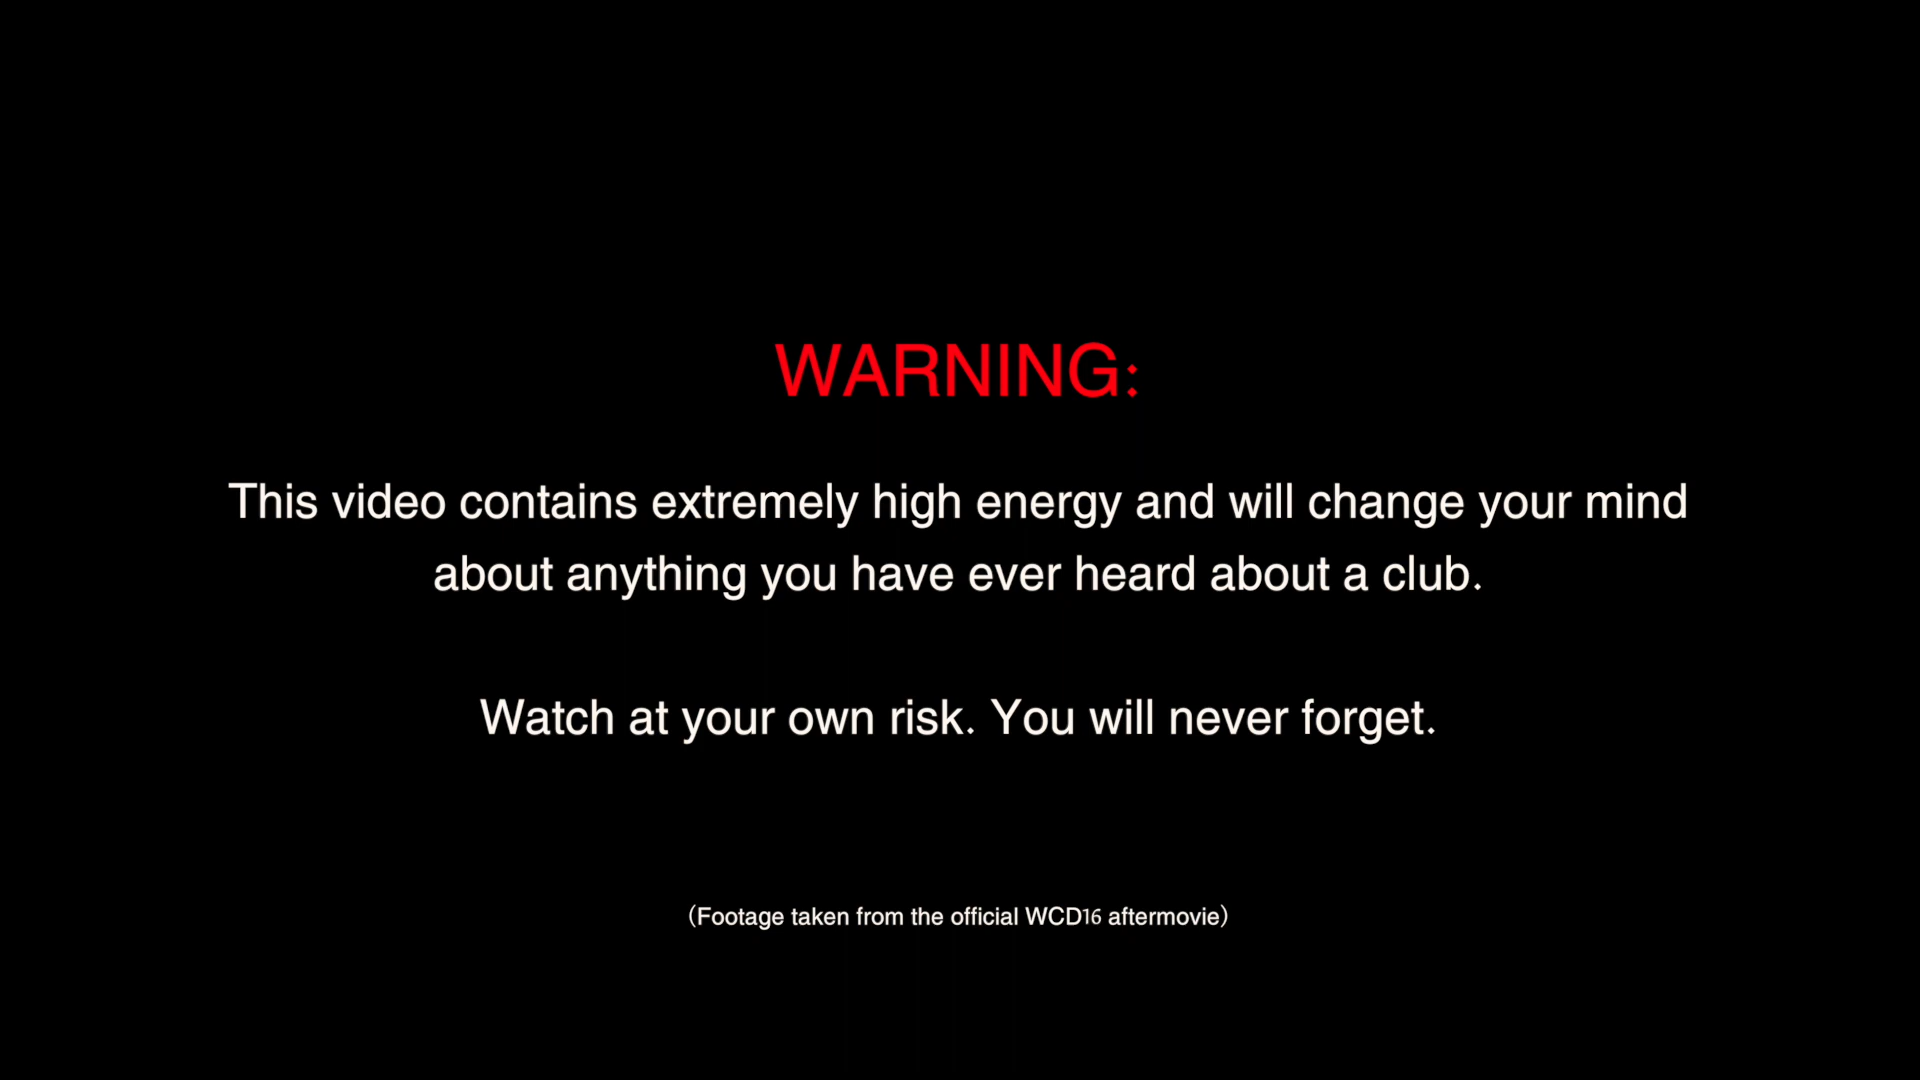 WARNING:
This video contains extremely high energy and will change your mind
about anything you have ever heard about a club.
Watch at your own risk. You will never forget.
(Footage taken from the official WCD16 aftermovie)